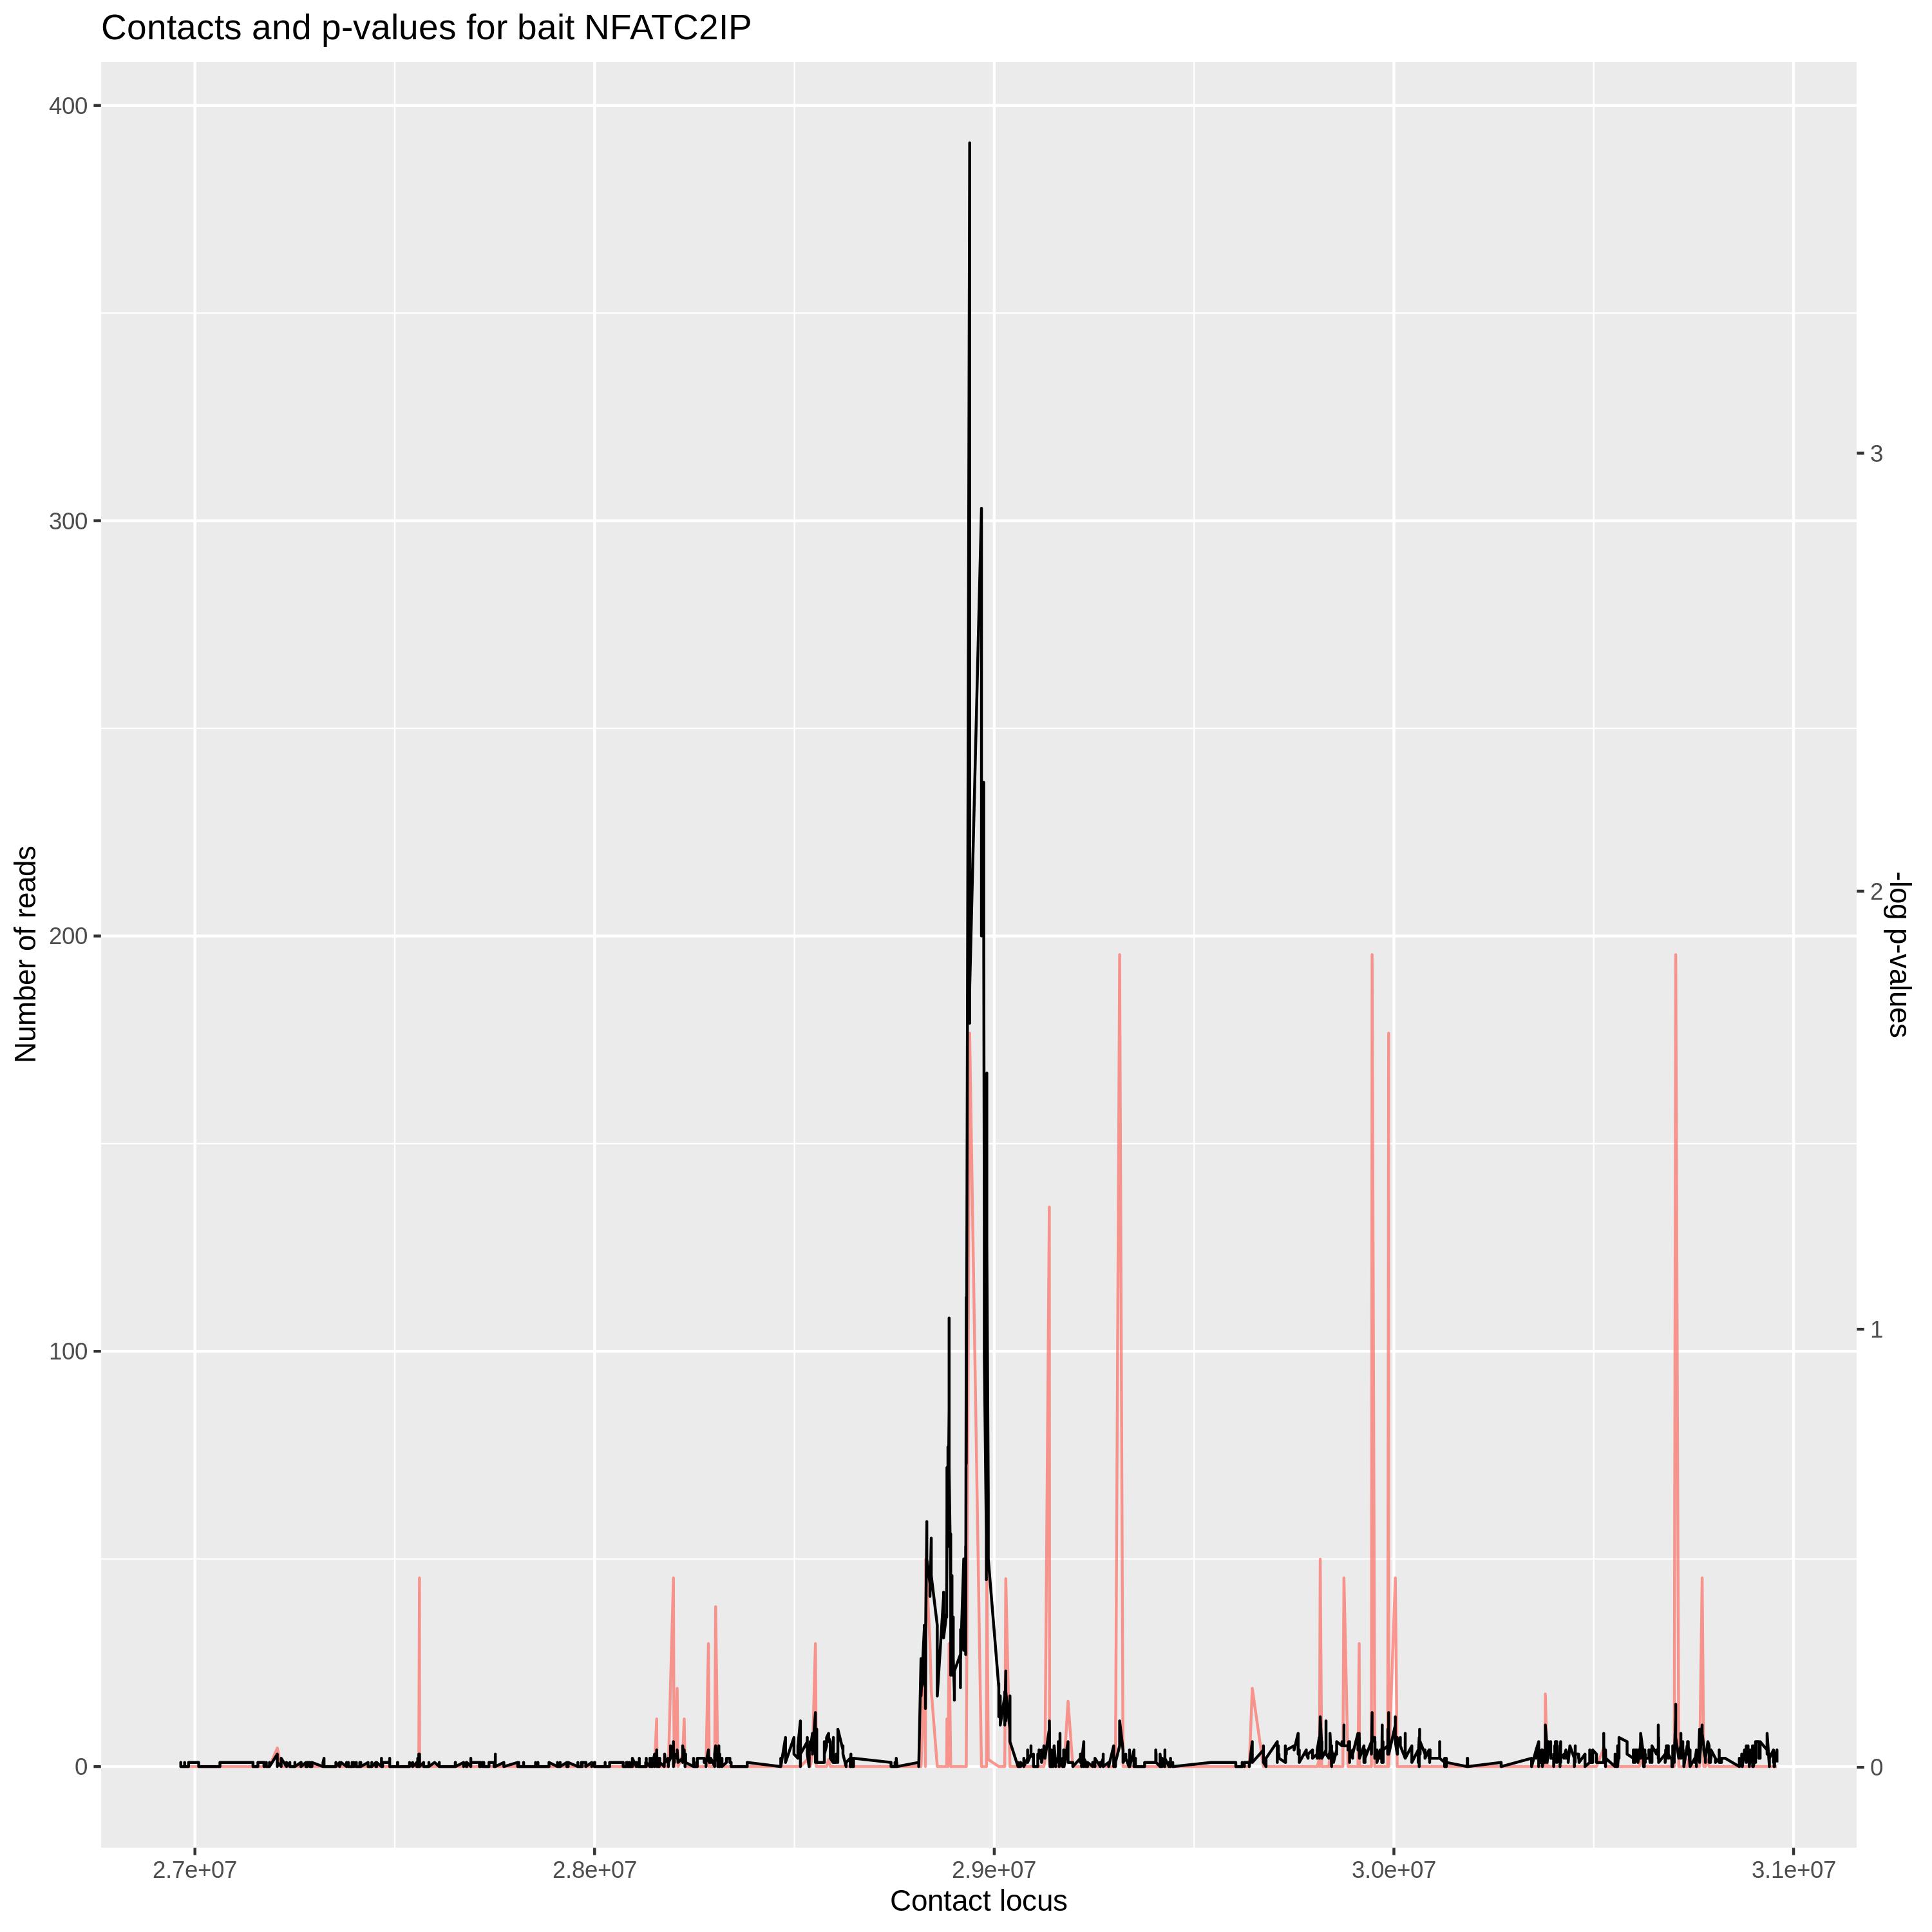 Contacts and p-values for bait NFATC2IP
400
300
200
100
0
Number of reads
3
2
1
0
-log p-values
2.7e+07
2.8e+07
2.9e+07
3.0e+07
3.1e+07
Contact locus